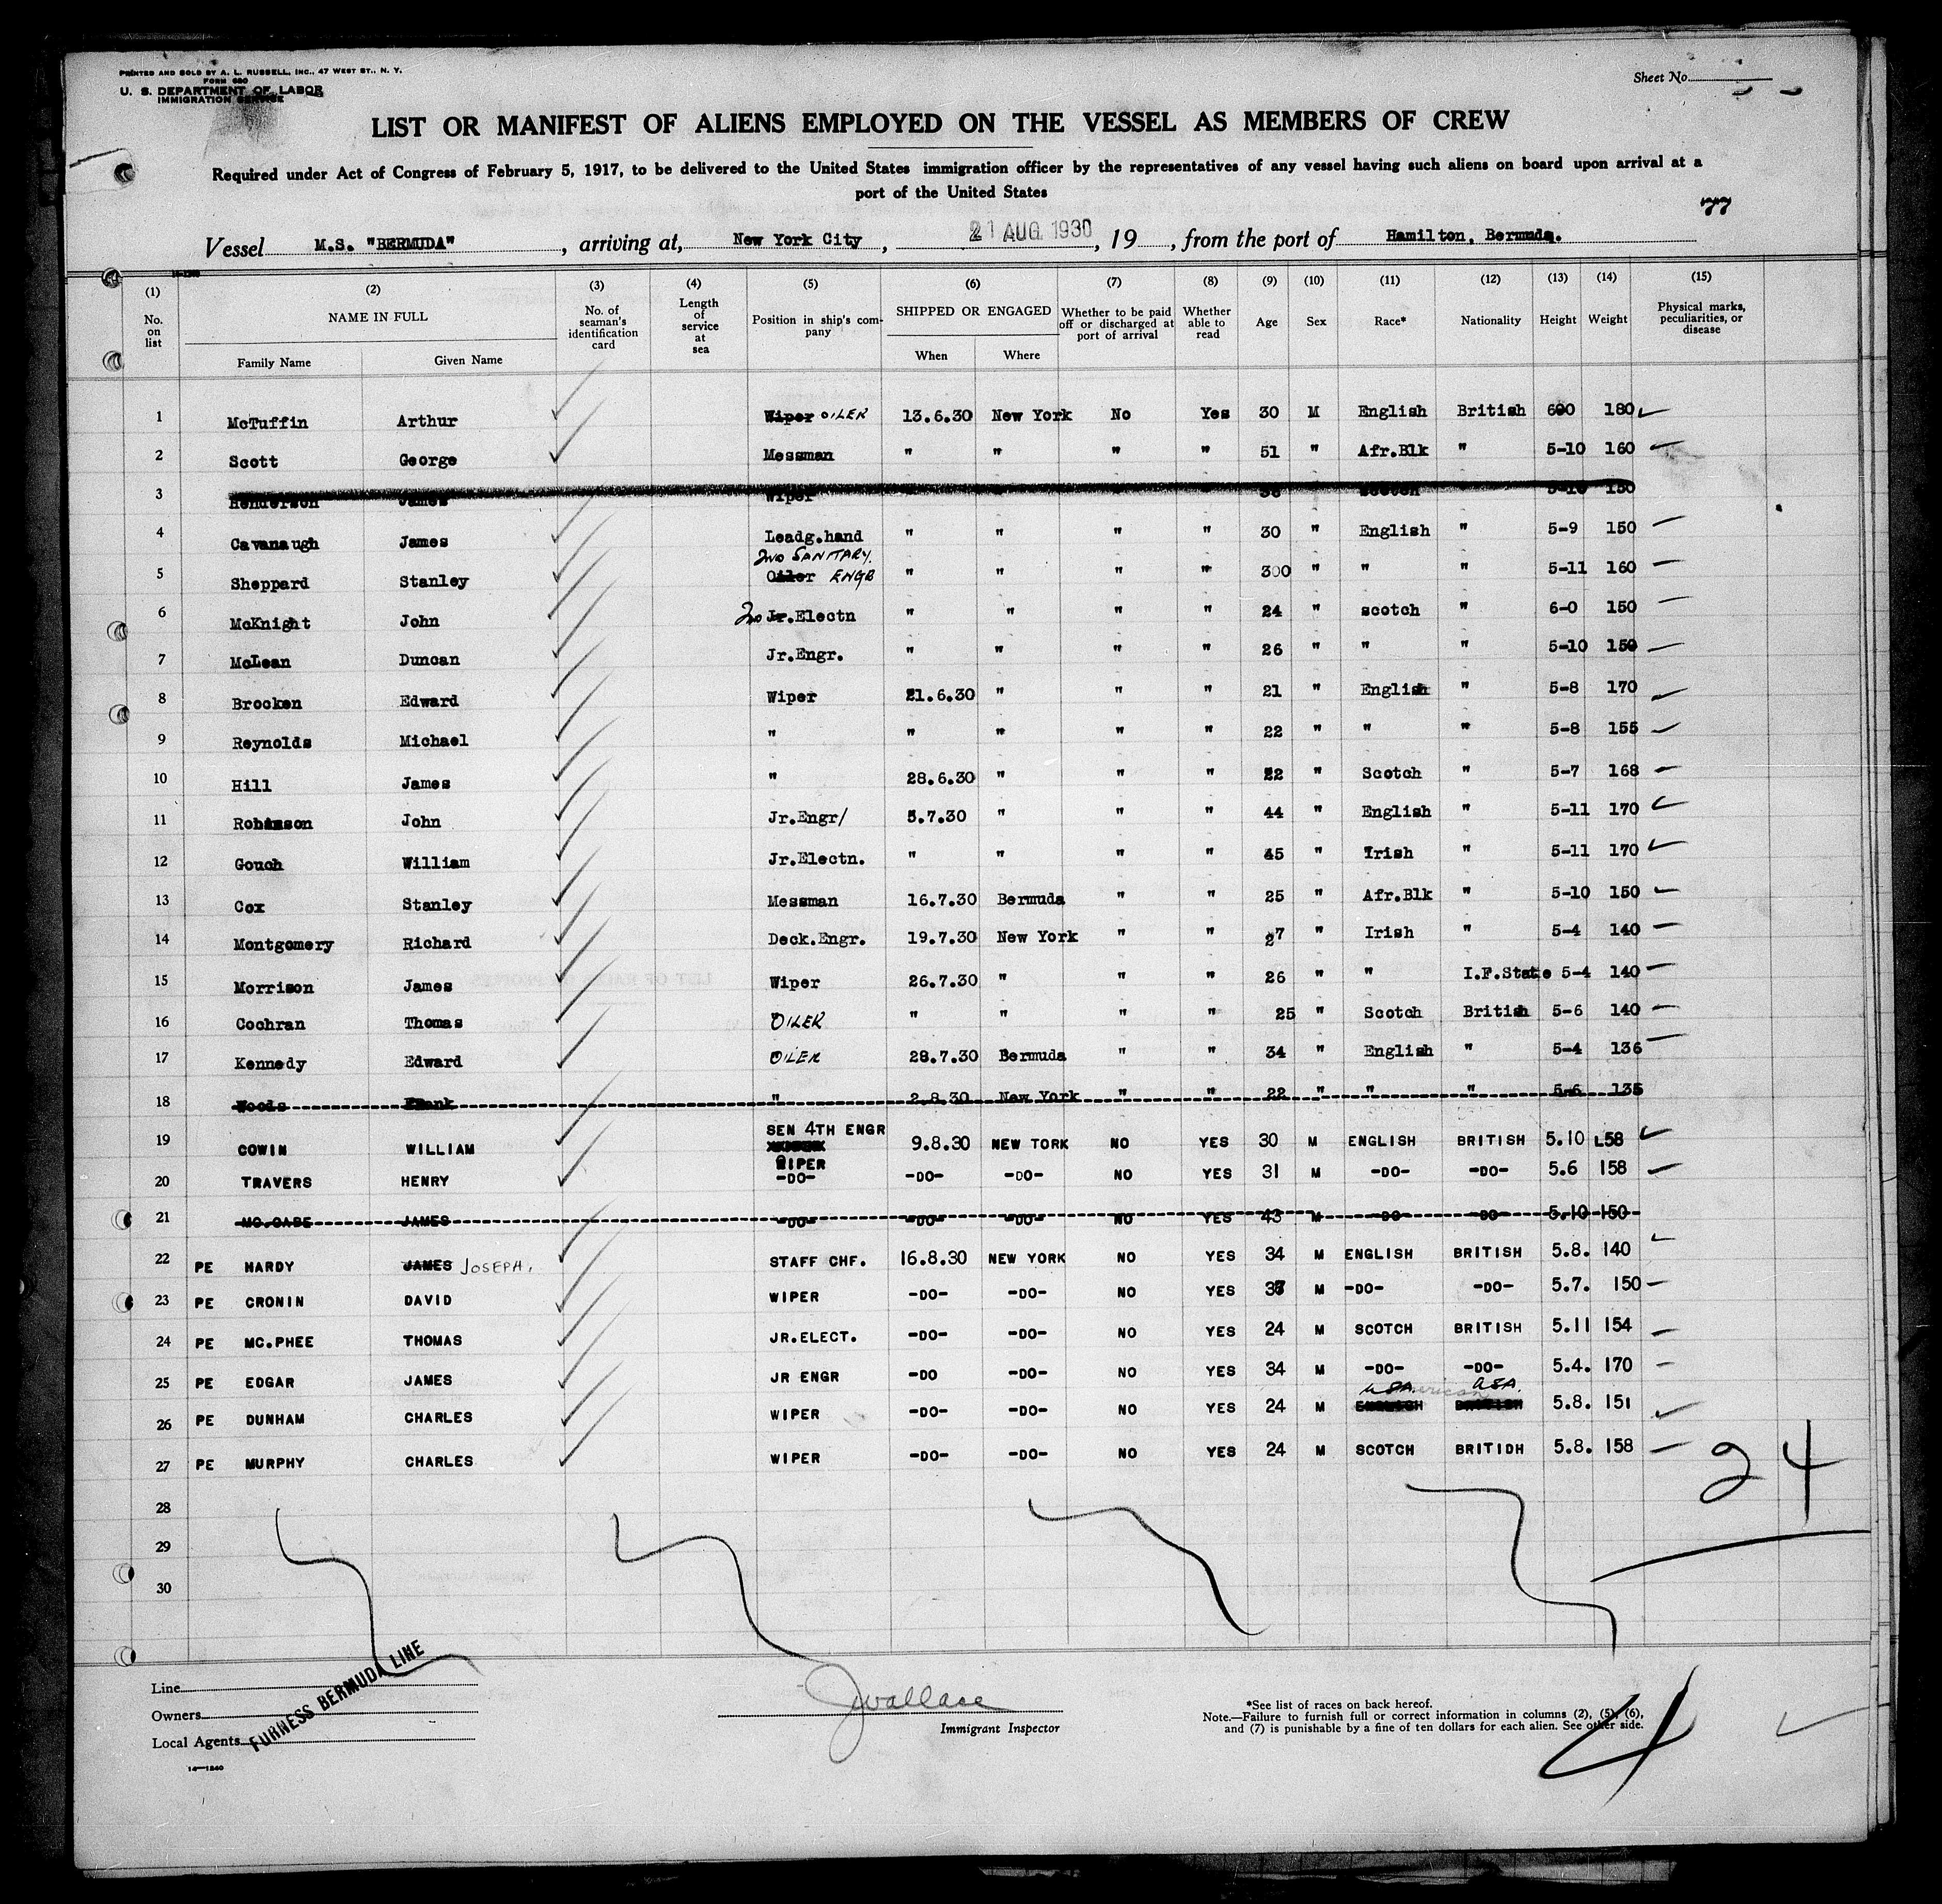 PRINTED AND SOLD BY A. L. RUSSELL, INC., 47 WEST ST., N. Y.
FORM 680
U. S. DEPARTMENT OF LABOR
IMMIGRATION SERVICE
Sheet No.
LIST OR MANIFEST OF ALIENS EMPLOYED ON THE VESSEL AS MEMBERS OF CREW
Required under Act of Congress of February 5, 1917, to be delivered to the United States immigration officer by the representatives of any vessel having such aliens on board upon arrival at a
port of the United States
Vessel M.S. "BERMUDA" , arriving at, New York City , 21 AUG 1930 , 19 , from the port of Hamilton, Bermuda.
(1) (2) (3) (4) (5) (6) (7) (8) (9) (10) (11) (12) (13) (14) (15)
No. on list NAME IN FULL No. of seaman's identification card Length of service at sea Position in ship's company SHIPPED OR ENGAGED Whether to be paid off or discharged at port of arrival Whether able to read Age Sex Race* Nationality Height Weight Physical marks, peculiarities, or disease
Family Name Given Name When Where
1 McTuffin Arthur Wiper OILER 13.6.30 New York No Yes 30 M English British 600 180
2 Scott George Messman " " " " 51 " Afr.Blk " 5-10 160
3 Henderson James Wiper Scotch 5-10 150
4 Cavanaugh James Leadg.hand " " " " 30 " English " 5-9 150
2ND SANITARY.
5 Sheppard Stanley Oiler ENGR " " " " 300 " " " 5-11 160
6 McKnight John 2ND Jr.Electn " " " " 24 " scotch " 6-0 150
7 McLean Duncan Jr.Engr. " " " " 26 " " " 5-10 150
8 Brocken Edward Wiper 21.6.30 " " " 21 " English " 5-8 170
9 Reynolds Michael " " " " " 22 " " " 5-8 155
10 Hill James " 28.6.30 " " " 22 " Scotch " 5-7 168
11 Robinson John Jr.Engr/ 5.7.30 " " " 44 " English " 5-11 170
12 Gouch William Jr.Electn. " " " " 45 " Irish " 5-11 170
13 Cox Stanley Messman 16.7.30 Bermuda " " 25 " Afr.Blk " 5-10 150
14 Montgomery Richard Deck.Engr. 19.7.30 New York " " 27 " Irish " 5-4 140
15 Morrison James Wiper 26.7.30 " " " 26 " " I.F.State 5-4 140
16 Cochran Thomas OILER " " " " 25 " Scotch British 5-6 140
17 Kennedy Edward OILER 28.7.30 Bermuda " " 34 " English " 5-4 136
18 Woods Frank " 2.8.30 New York " " 22 " " " 5-6 135
SEN 4TH ENGR
19 COWIN WILLIAM 9.8.30 NEW TORK NO YES 30 M ENGLISH BRITISH 5.10 L58
WIPER
20 TRAVERS HENRY -DO- -DO- -DO- NO YES 31 M -DO- -DO- 5.6 158
21 MC.CABE JAMES -DO- -DO- -DO- NO YES 43 M -DO- -DO- 5.10 150
22 PE HARDY JAMES JOSEPH, STAFF CHF. 16.8.30 NEW YORK NO YES 34 M ENGLISH BRITISH 5.8. 140
23 PE CRONIN DAVID WIPER -DO- -DO- NO YES M -DO- -DO- 5.7. 150
24 PE MC.PHEE THOMAS JR.ELECT. -DO- -DO- NO YES 24 M SCOTCH BRITISH 5.11 154
25 PE EDGAR JAMES JR ENGR -DO -DO- NO YES 34 M -DO- -DO- 5.4. 170
USA. USA.
26 PE DUNHAM CHARLES WIPER -DO- -DO- NO YES 24 M ENGLISH BRITISH 5.8. 151
27 PE MURPHY CHARLES WIPER -DO- -DO- NO YES 24 M SCOTCH BRITIDH 5.8. 158
24
28
29
30
Line
Owners
Local Agents
FURNESS BERMUDA LINE
14—1240
JWallace
Immigrant Inspector
*See list of races on back hereof.
Note.—Failure to furnish full or correct information in columns (2), (5), (6),
and (7) is punishable by a fine of ten dollars for each alien. See other side.